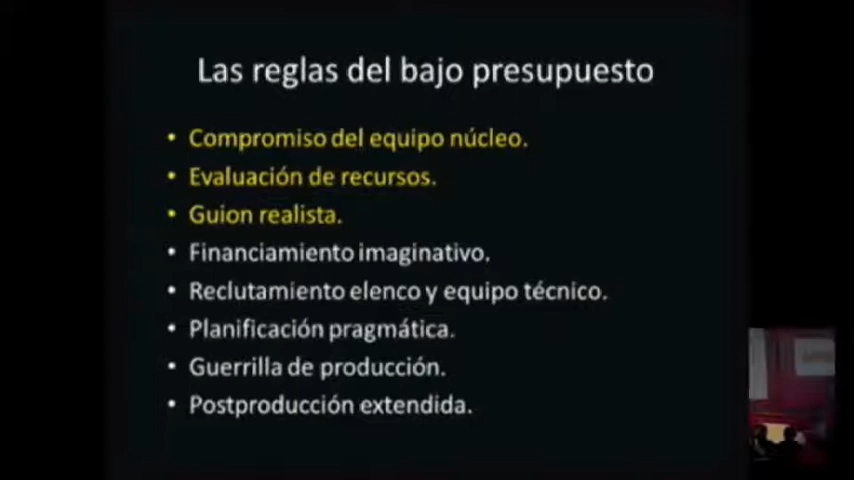 Las reglas del bajo presupuesto
• Compromiso del equipo núcleo.
• Evaluación de recursos.
• Guion realista.
• Financiamiento imaginativo.
• Reclutamiento elenco y equipo técnico.
• Planificación pragmática.
• Guerrilla de producción.
• Postproducción extendida.